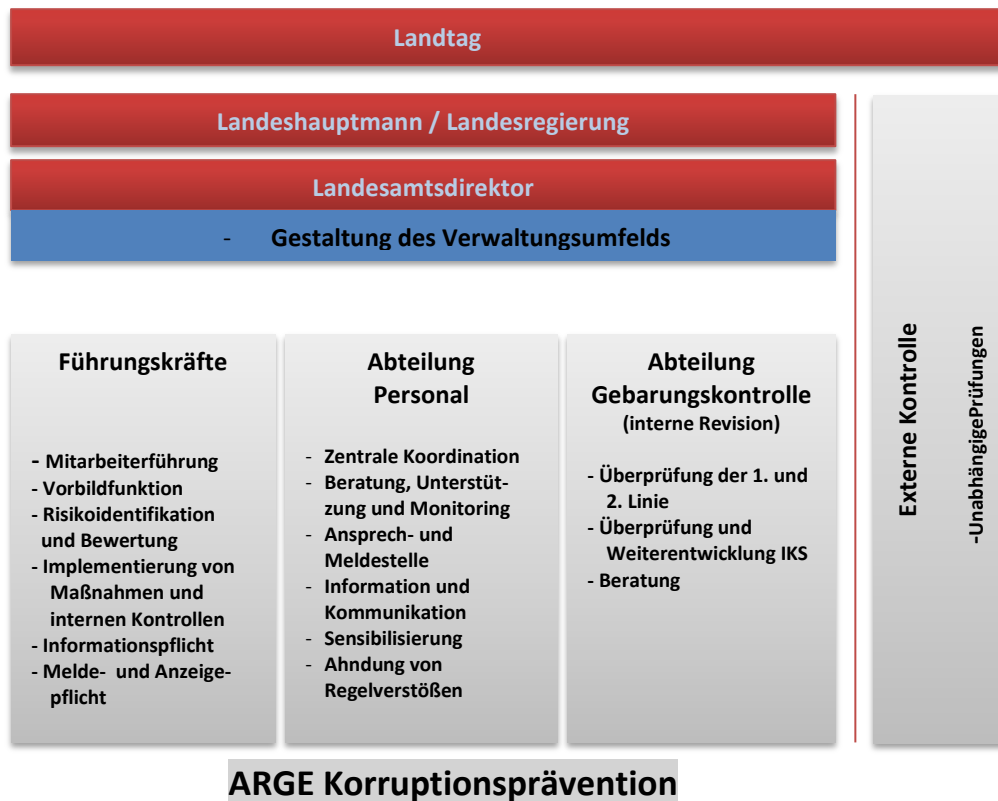 Landtag
Landeshauptmann / Landesregierung
Landesamtsdirektor
- Gestaltung des Verwaltungsumfelds
Führungskräfte
- Mitarbeiterführung
- Vorbildfunktion
- Risikoidentifikation
und Bewertung
- Implementierung von
Maßnahmen und
internen Kontrollen
- Informationspflicht
- Melde- und Anzeige-
pflicht
Abteilung
Personal
- Zentrale Koordination
- Beratung, Unterstüt-
zung und Monitoring
- Ansprech- und
Meldestelle
- Information und
Kommunikation
- Sensibilisierung
- Ahndung von
Regelverstößen
Abteilung
Gebarungskontrolle
(interne Revision)
- Überprüfung der 1. und
2. Linie
- Überprüfung und
Weiterentwicklung IKS
- Beratung
Externe Kontrolle
-UnabhängigePrüfungen
ARGE Korruptionsprävention